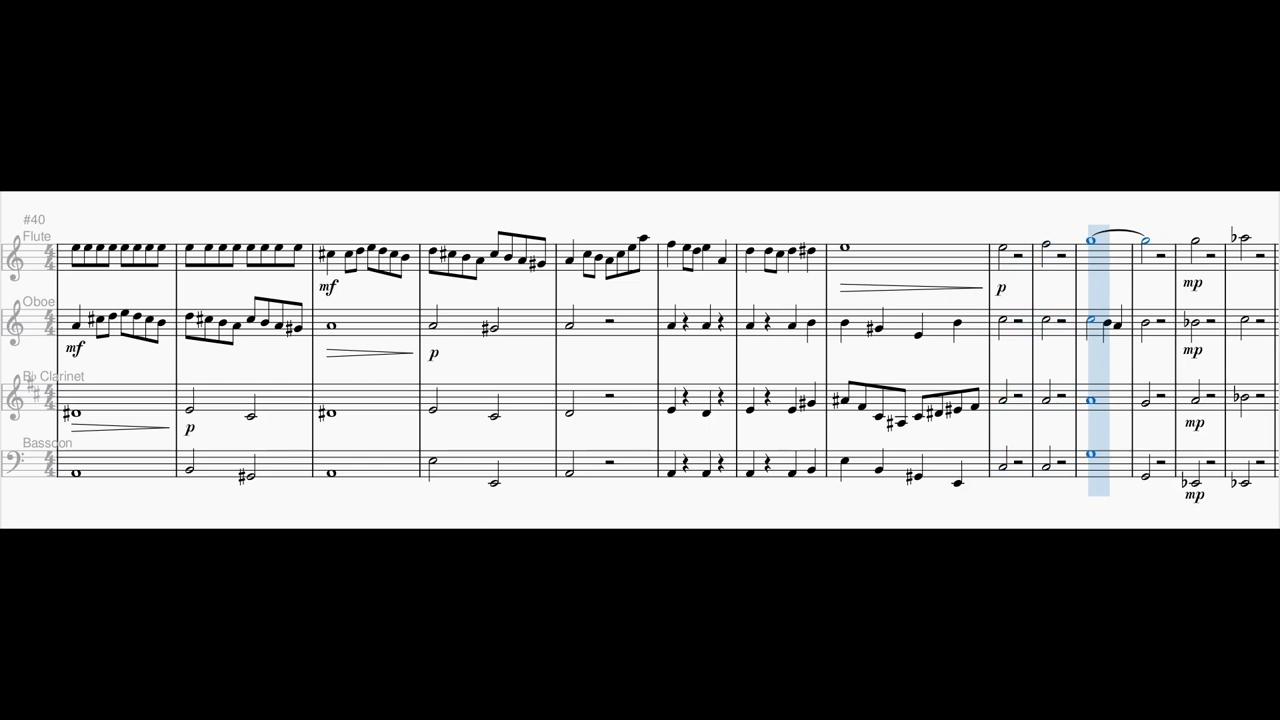 #40
Flute
mf
p
mp
Oboe
mf
p
mp
B♭ Clarinet
p
mp
Bassoon
mp